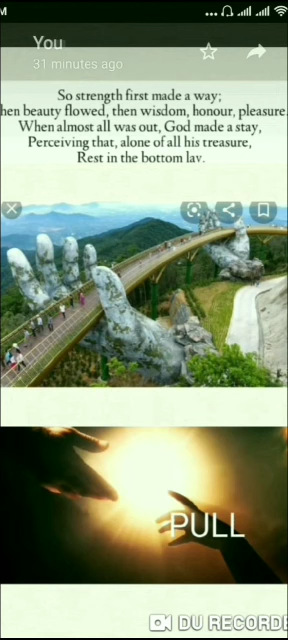 M
You
31 minutes ago
So strength first made a way;
hen beauty flowed, then wisdom, honour, pleasure.
When almost all was out, God made a stay,
Perceiving that, alone of all his treasure,
Rest in the bottom lay.
PULL
DU RECORDE